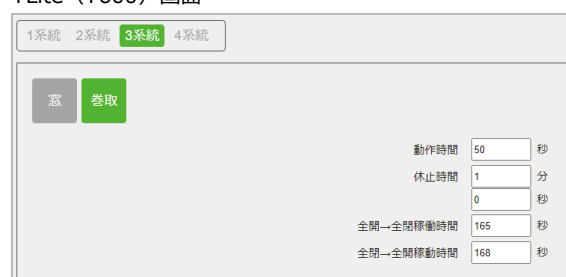 1系統 2系統 3系統 4系統
窓 巻取
動作時間 50 秒
休止時間 1 分
0 秒
全開→全閉稼働時間 165 秒
全閉→全開稼動時間 168 秒